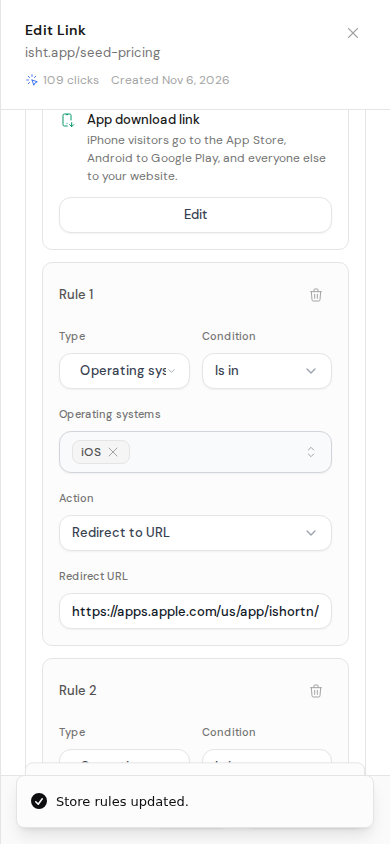 Edit Link
isht.app/seed-pricing
109 clicks Created Nov 6, 2026
App download link
iPhone visitors go to the App Store,
Android to Google Play, and everyone else
to your website.
Edit
Rule 1
Type Condition
Operating sys Is in
Operating systems
iOS
Action
Redirect to URL
Redirect URL
https://apps.apple.com/us/app/ishortn/
Rule 2
Type Condition
Store rules updated.